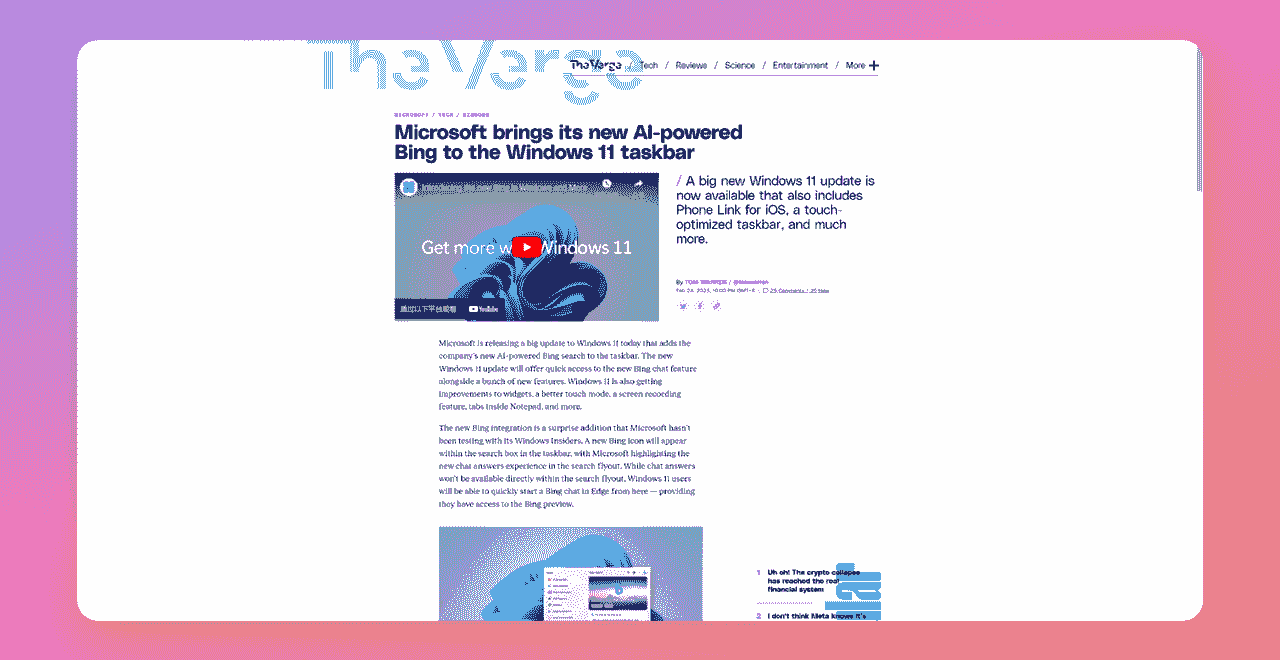 The Verge
The Verge / Tech / Reviews / Science / Entertainment / More +
MICROSOFT / TECH / WINDOWS
Microsoft brings its new AI-powered
Bing to the Windows 11 taskbar
Get more w Windows 11
YouTube
/ A big new Windows 11 update is
now available that also includes
Phone Link for iOS, a touch-
optimized taskbar, and much
more.
By
Microsoft is releasing a big update to Windows 11 today that adds the
company's new AI-powered Bing search to the taskbar. The new
Windows 11 update will offer quick access to the new Bing chat feature
alongside a bunch of new features. Windows 11 is also getting
improvements to widgets, a better touch mode, a screen recording
feature, tabs inside Notepad, and more.
The new Bing integration is a surprise addition that Microsoft hasn't
been testing with its Windows Insiders. A new Bing icon will appear
within the search box in the taskbar, with Microsoft highlighting the
new chat answers experience in the search flyout. While chat answers
won't be available directly within the search flyout, Windows 11 users
will be able to quickly start a Bing chat in Edge from here — providing
they have access to the Bing preview.
1 Uh oh! The crypto collapse
has reached the real
financial system
2 I don't think Meta knows it's